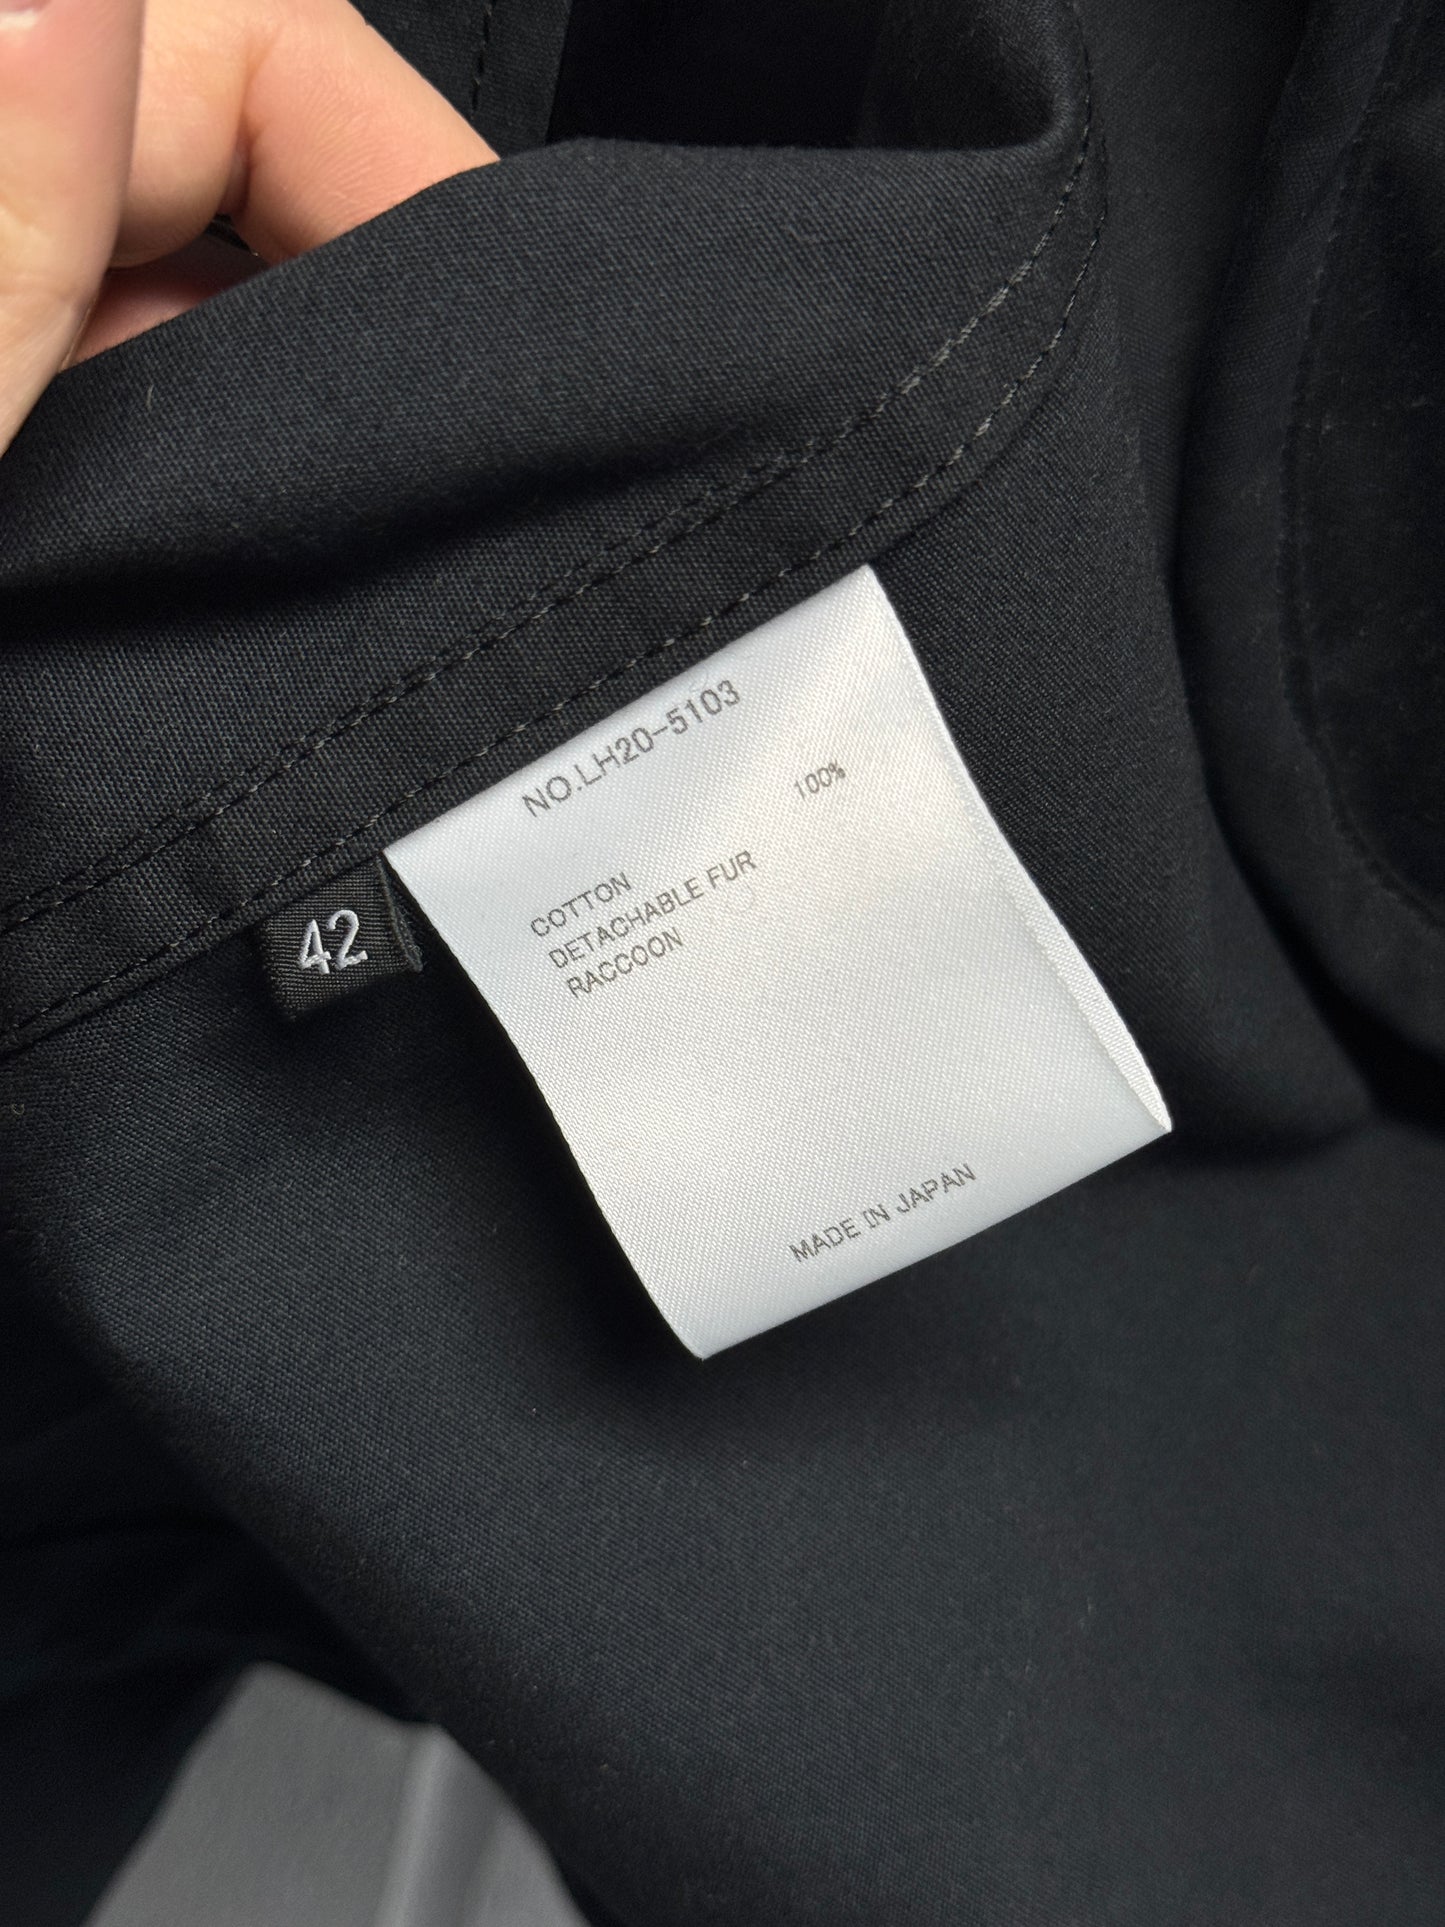 NO.LH20-5103
100%
COTTON
DETACHABLE FUR
RACCOON
42
MADE IN JAPAN